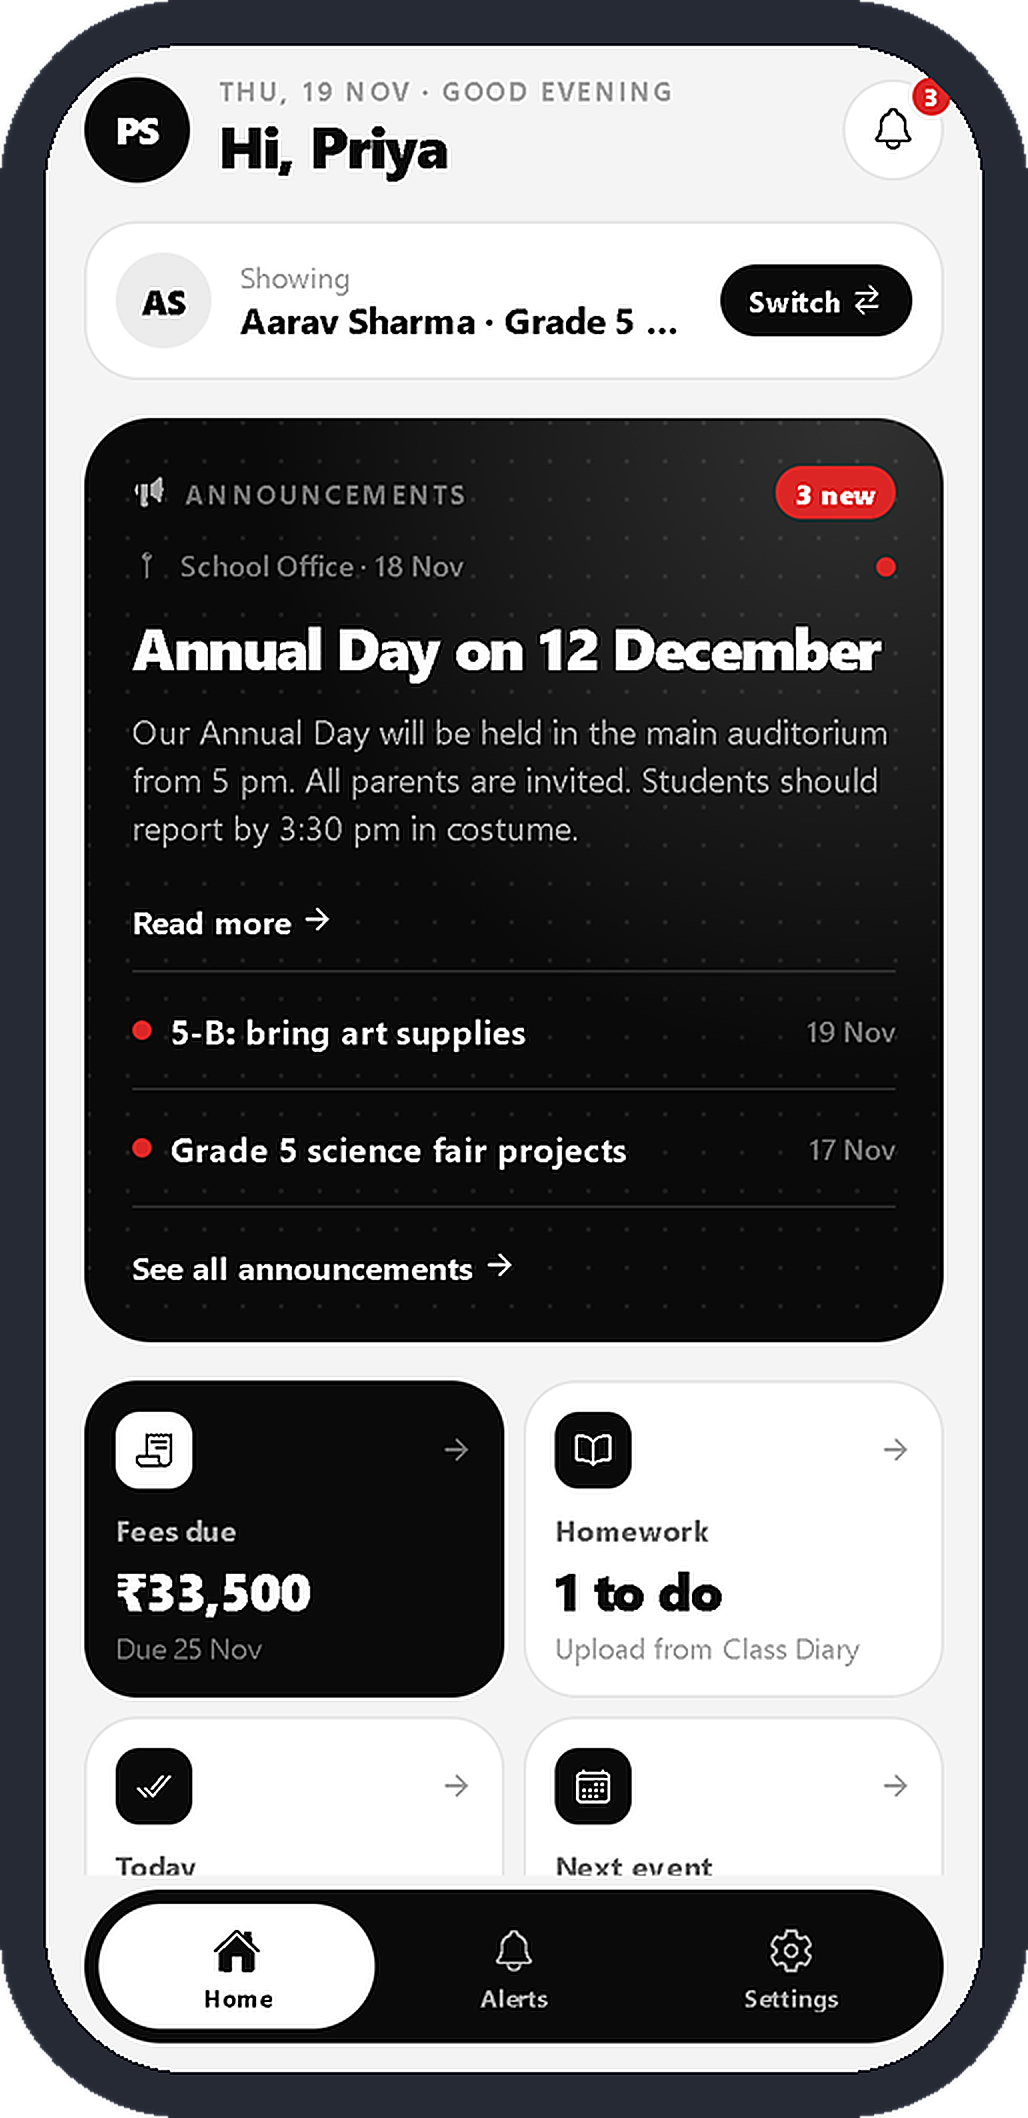 PS
THU, 19 NOV · GOOD EVENING
Hi, Priya
3
AS
Showing
Aarav Sharma · Grade 5 ...
Switch
ANNOUNCEMENTS
3 new
School Office · 18 Nov
Annual Day on 12 December
Our Annual Day will be held in the main auditorium
from 5 pm. All parents are invited. Students should
report by 3:30 pm in costume.
Read more →
5-B: bring art supplies
19 Nov
Grade 5 science fair projects
17 Nov
See all announcements →
Fees due
₹33,500
Due 25 Nov
Homework
1 to do
Upload from Class Diary
Today
Next event
Home
Alerts
Settings